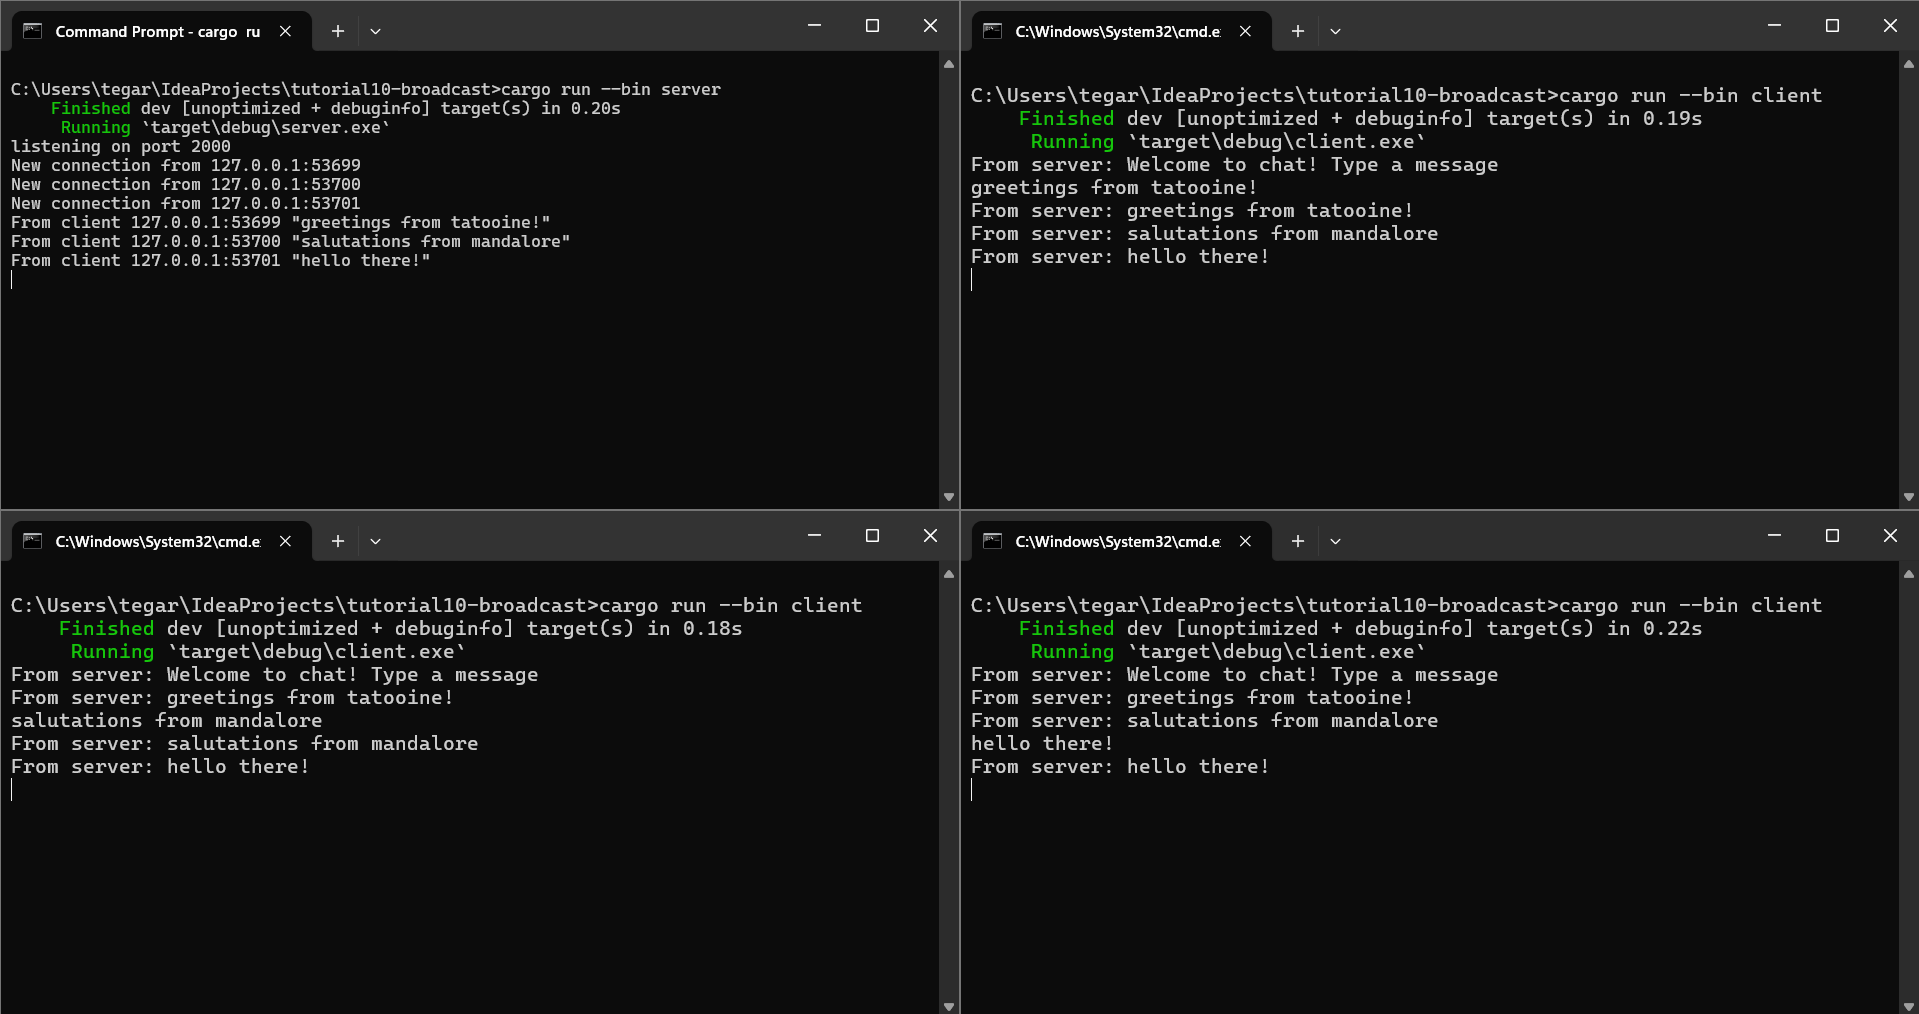 Command Prompt - cargo  ru
C:\Users\tegar\IdeaProjects\tutorial10-broadcast>cargo run --bin server
    Finished dev [unoptimized + debuginfo] target(s) in 0.20s
     Running `target\debug\server.exe`
listening on port 2000
New connection from 127.0.0.1:53699
New connection from 127.0.0.1:53700
New connection from 127.0.0.1:53701
From client 127.0.0.1:53699 "greetings from tatooine!"
From client 127.0.0.1:53700 "salutations from mandalore"
From client 127.0.0.1:53701 "hello there!"
C:\Windows\System32\cmd.e
C:\Users\tegar\IdeaProjects\tutorial10-broadcast>cargo run --bin client
    Finished dev [unoptimized + debuginfo] target(s) in 0.19s
     Running `target\debug\client.exe`
From server: Welcome to chat! Type a message
greetings from tatooine!
From server: greetings from tatooine!
From server: salutations from mandalore
From server: hello there!
C:\Windows\System32\cmd.e
C:\Users\tegar\IdeaProjects\tutorial10-broadcast>cargo run --bin client
    Finished dev [unoptimized + debuginfo] target(s) in 0.18s
     Running `target\debug\client.exe`
From server: Welcome to chat! Type a message
From server: greetings from tatooine!
salutations from mandalore
From server: salutations from mandalore
From server: hello there!
C:\Windows\System32\cmd.e
C:\Users\tegar\IdeaProjects\tutorial10-broadcast>cargo run --bin client
    Finished dev [unoptimized + debuginfo] target(s) in 0.22s
     Running `target\debug\client.exe`
From server: Welcome to chat! Type a message
From server: greetings from tatooine!
From server: salutations from mandalore
hello there!
From server: hello there!